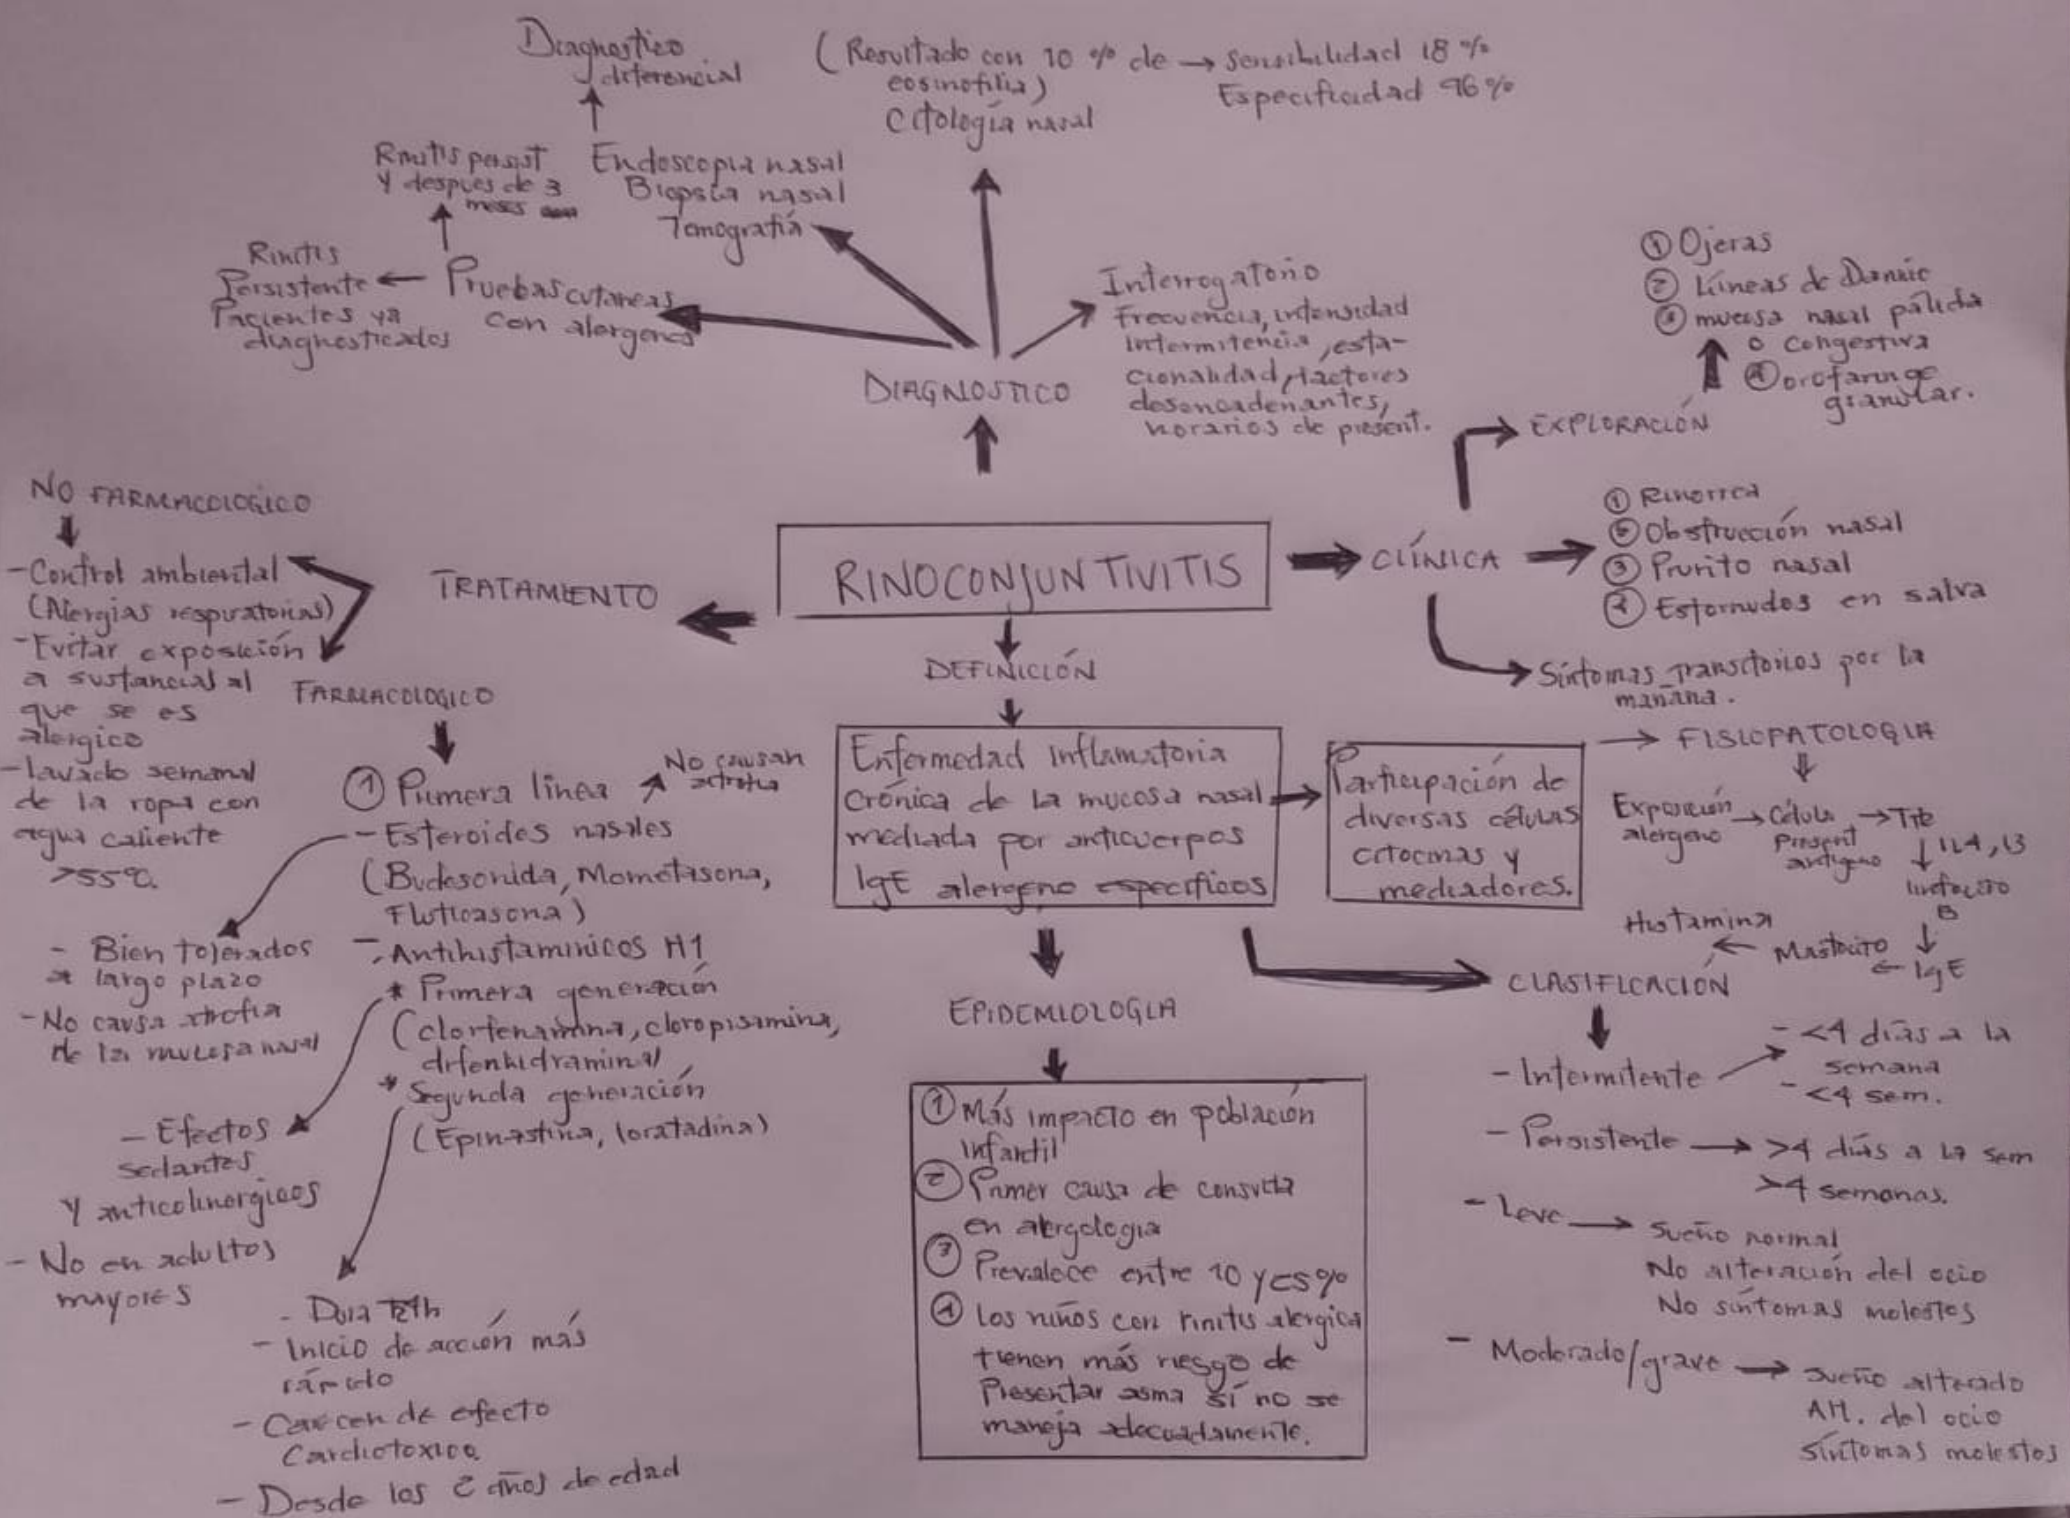 Diagnostico
diferencial
(Resultado con 10 % de → sensibilidad 18 %
eosinofilia) Especificidad 96 %
Citología nasal
Rinitis persist
y despues de 3
meses
Endoscopia nasal
Biopsia nasal
Tomografía
Rinitis
Persistente
Pacientes ya
diagnosticados
Pruebas cutaneas
con alergenos
Interrogatorio
Frecuencia, intensidad
intermitencia, esta-
cionalidad, factores
desencadenantes,
horarios de present.
DIAGNOSTICO
① Ojeras
② Líneas de
③ mucosa nasal pálida
o congestiva
④ orofaringe
granular.
EXPLORACIÓN
RINOCONJUNTIVITIS
CLÍNICA
① Rinorrea
② Obstrucción nasal
③ Prurito nasal
④ Estornudos en salva
Síntomas transitorios por la
mañana.
TRATAMIENTO
NO FARMACOLOGICO
- Control ambiental
(Alergias respiratorias)
- Evitar exposición
a sustancias al
que se es
alergico
- lavado semanal
de la ropa con
agua caliente
>55°C.
FARMACOLOGICO
① Primera línea
No causan
atrofia
- Esteroides nasales
(Budesonida, Mometasona,
Fluticasona)
- Bien tolerados
a largo plazo
- No causa atrofia
de la mucosa nasal
- Antihistaminicos H1
* Primera generación
(clorfenamina, cloropiramina,
difenhidramina)
* Segunda generación
(Epinastina, loratadina)
- Efectos
sedantes
y anticolinergicos
- No en adultos
mayores
- Dura
- Inicio de acción más
rápido
- Carecen de efecto
Cardiotoxico.
- Desde los 2 años de edad
DEFINICIÓN
Enfermedad Inflamatoria
Crónica de la mucosa nasal
mediada por anticuerpos
IgE alergeno especificos
Participación de
diversas células
citocinas y
mediadores.
FISIOPATOLOGIA
Exposición
alergeno
→ Célula
Present
antigeno
IL4, 13
linfocito
B
IgE
Mastocito
Histamina
EPIDEMIOLOGIA
① Más impacto en población
infantil
② Primer causa de consulta
en alergologia
③ Prevalece entre 10 y 25%
④ Los niños con rinitis alergica
tienen más riesgo de
Presentar asma sí no se
maneja adecuadamente.
CLASIFICACIÓN
- Intermitente
- <4 días a la
semana
- <4 sem.
- Persistente → >4 días a la sem
>4 semanas.
- Leve → sueño normal
No alteración del ocio
No síntomas molestos
- Moderado/grave → sueño alterado
Alt. del ocio
síntomas molestos